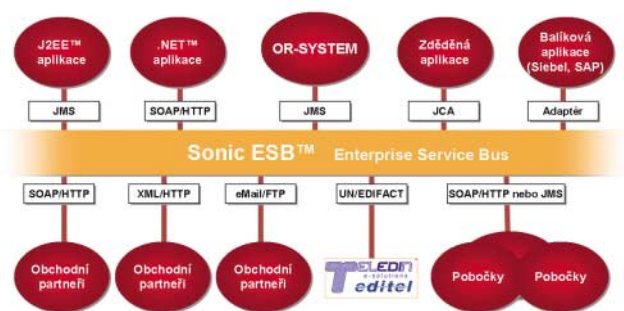 J2EE™
aplikace
.NET™
aplikace
OR-SYSTEM
Zděděná
aplikace
Balíková
aplikace
(Siebel, SAP)
JMS
SOAP/HTTP
JMS
JCA
Adaptér
Sonic ESB™ Enterprise Service Bus
SOAP/HTTP
XML/HTTP
eMail/FTP
UN/EDIFACT
SOAP/HTTP nebo JMS
Obchodní
partneři
Obchodní
partneři
Obchodní
partneři
TELEDIN
e-solutions
editel
Pobočky
Pobočky